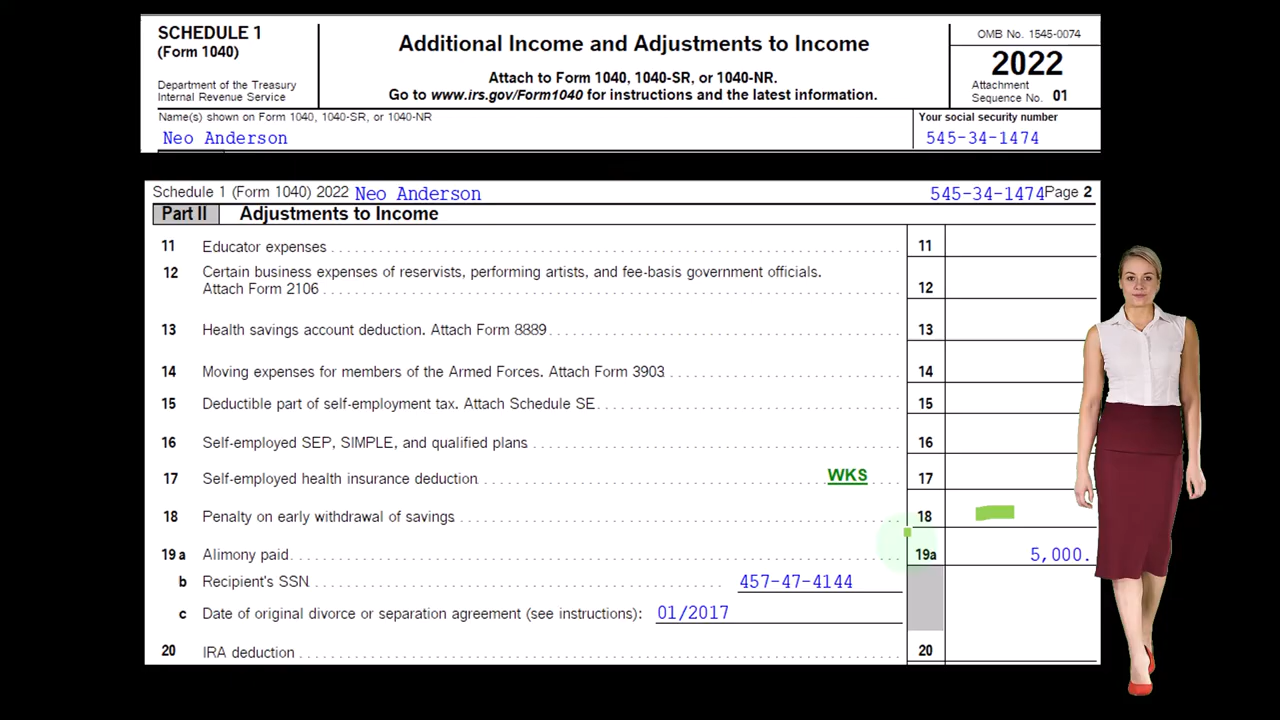 SCHEDULE 1
(Form 1040)
Department of the Treasury
Internal Revenue Service
Additional Income and Adjustments to Income
Attach to Form 1040, 1040-SR, or 1040-NR.
Go to www.irs.gov/Form1040 for instructions and the latest information.
OMB No. 1545-0074
2022
Attachment
Sequence No. 01
Name(s) shown on Form 1040, 1040-SR, or 1040-NR
Your social security number
Neo Anderson
545-34-1474
Schedule 1 (Form 1040) 2022 Neo Anderson 545-34-1474 Page 2
Part II Adjustments to Income
11 Educator expenses 11
12 Certain business expenses of reservists, performing artists, and fee-basis government officials.
Attach Form 2106 12
13 Health savings account deduction. Attach Form 8889 13
14 Moving expenses for members of the Armed Forces. Attach Form 3903 14
15 Deductible part of self-employment tax. Attach Schedule SE 15
16 Self-employed SEP, SIMPLE, and qualified plans 16
17 Self-employed health insurance deduction WKS 17
18 Penalty on early withdrawal of savings 18
19a Alimony paid 19a 5,000.
b Recipient's SSN 457-47-4144
c Date of original divorce or separation agreement (see instructions): 01/2017
20 IRA deduction 20